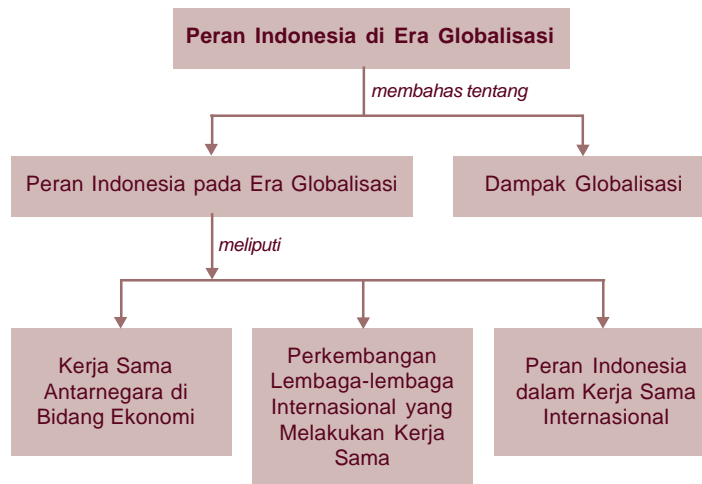 Peran Indonesia di Era Globalisasi
membahas tentang
Peran Indonesia pada Era Globalisasi
Dampak Globalisasi
meliputi
Kerja Sama
Antarnegara di
Bidang Ekonomi
Perkembangan
Lembaga-lembaga
Internasional yang
Melakukan Kerja
Sama
Peran Indonesia
dalam Kerja Sama
Internasional